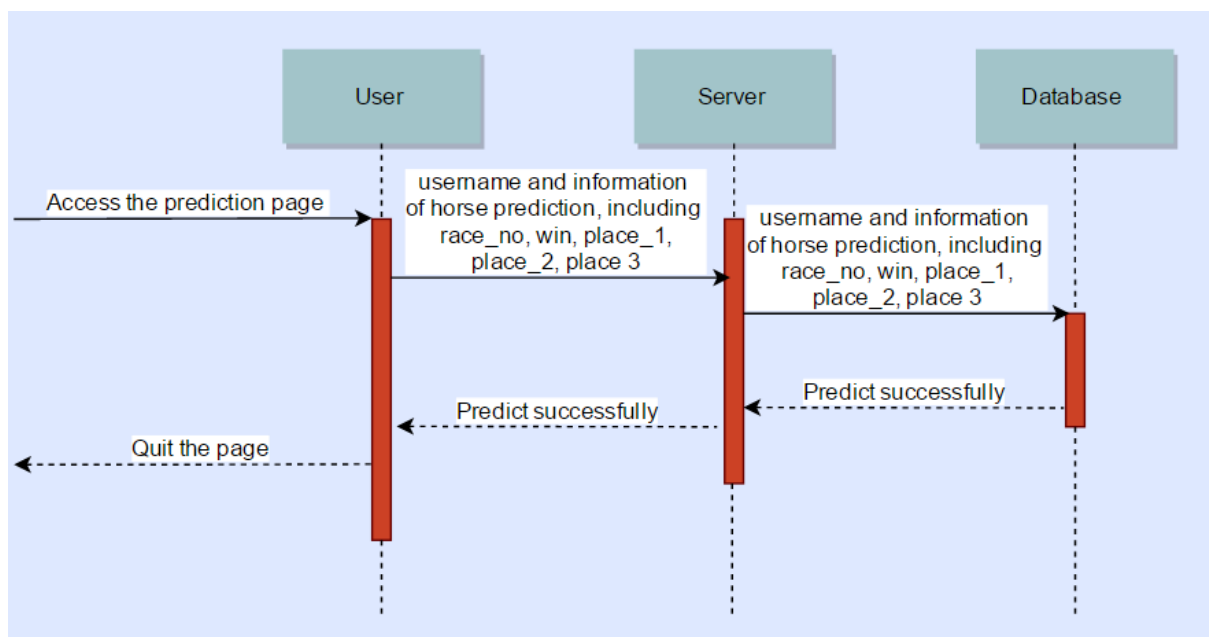 User
Server
Database
Access the prediction page
username and information
of horse prediction, including
race_no, win, place_1,
place_2, place 3
username and information
of horse prediction, including
race_no, win, place_1,
place_2, place 3
Predict successfully
Predict successfully
Quit the page